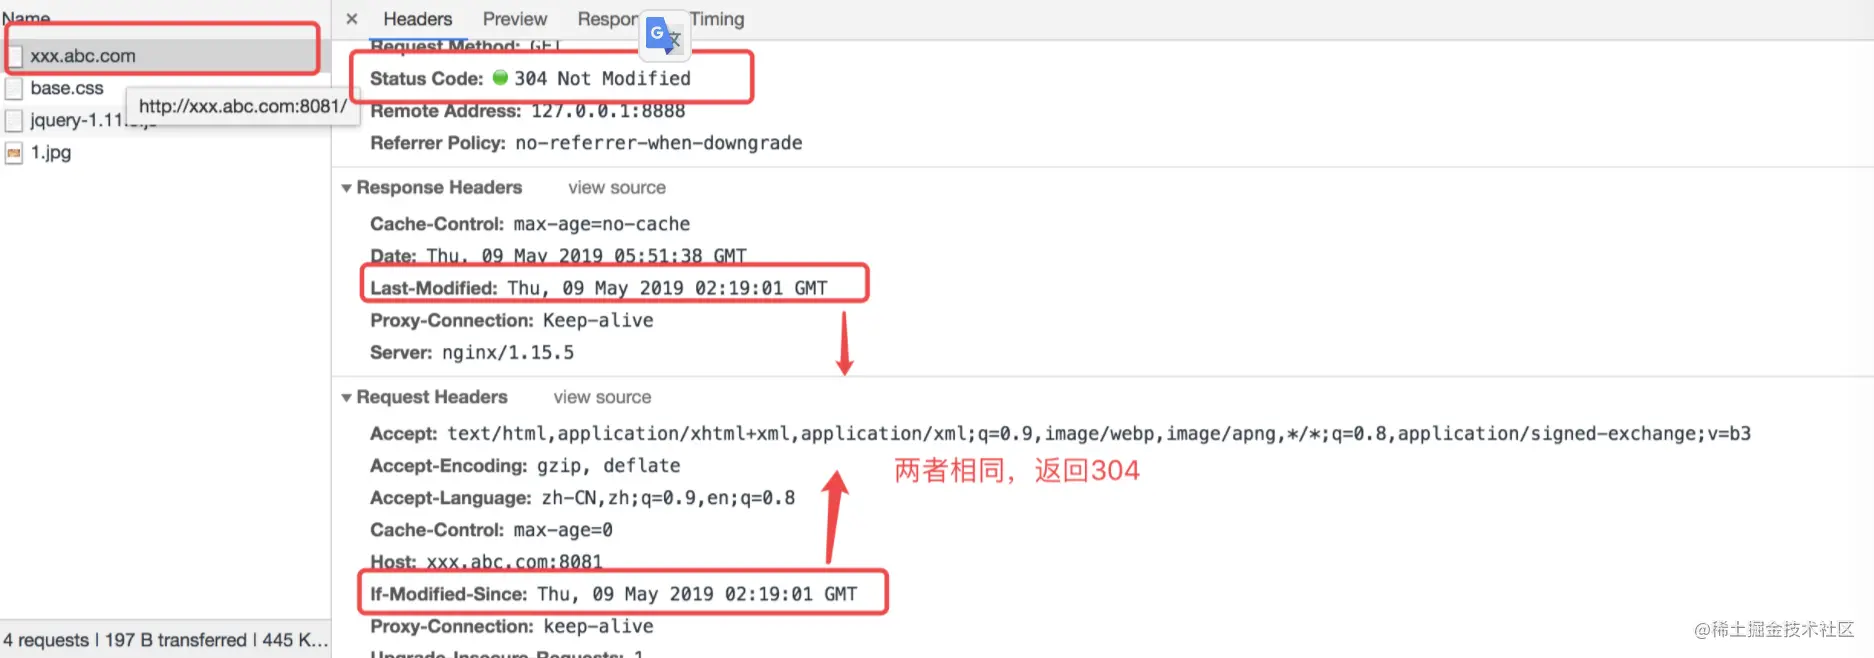 Name
xxx.abc.com
base.css
http://xxx.abc.com:8081/
jquery-1.11.
1.jpg
4 requests | 197 B transferred | 445 K...
× Headers Preview Respon Timing
Request Method: GET
Status Code: 304 Not Modified
Remote Address: 127.0.0.1:8888
Referrer Policy: no-referrer-when-downgrade
Response Headers view source
Cache-Control: max-age=no-cache
Date: Thu, 09 May 2019 05:51:38 GMT
Last-Modified: Thu, 09 May 2019 02:19:01 GMT
Proxy-Connection: Keep-alive
Server: nginx/1.15.5
Request Headers view source
Accept: text/html,application/xhtml+xml,application/xml;q=0.9,image/webp,image/apng,*/*;q=0.8,application/signed-exchange;v=b3
两者相同，返回304
Accept-Encoding: gzip, deflate
Accept-Language: zh-CN,zh;q=0.9,en;q=0.8
Cache-Control: max-age=0
Host: xxx.abc.com:8081
If-Modified-Since: Thu, 09 May 2019 02:19:01 GMT
Proxy-Connection: keep-alive
Upgrade-Insecure-Requests: 1
@稀土掘金技术社区